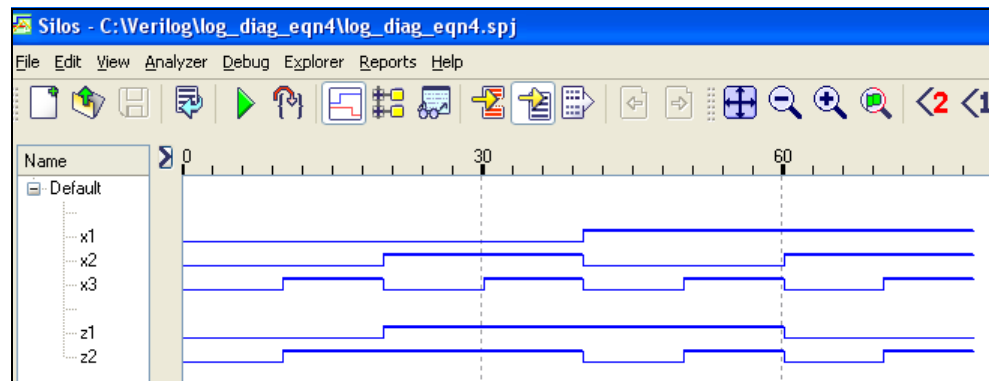 Silos - C:\Verilog\log_diag_eqn4\log_diag_eqn4.spj
File Edit View Analyzer Debug Explorer Reports Help
2 1
Name 0 30 60
Default
x1
x2
x3
z1
z2